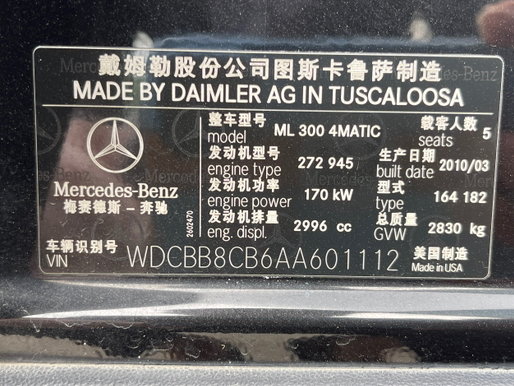 戴姆勒股份公司图斯卡鲁萨制造
MADE BY DAIMLER AG IN TUSCALOOSA
整车型号 model ML 300 4MATIC 载客人数 seats 5
发动机型号 engine type 272 945 生产日期 built date 2010/03
发动机功率 engine power 170 kW 型式 type 164 182
发动机排量 eng. displ. 2996 cc 总质量 GVW 2830 kg
Mercedes-Benz
梅赛德斯－奔驰
2602470
车辆识别号 VIN WDCBB8CB6AA601112 美国制造 Made in USA